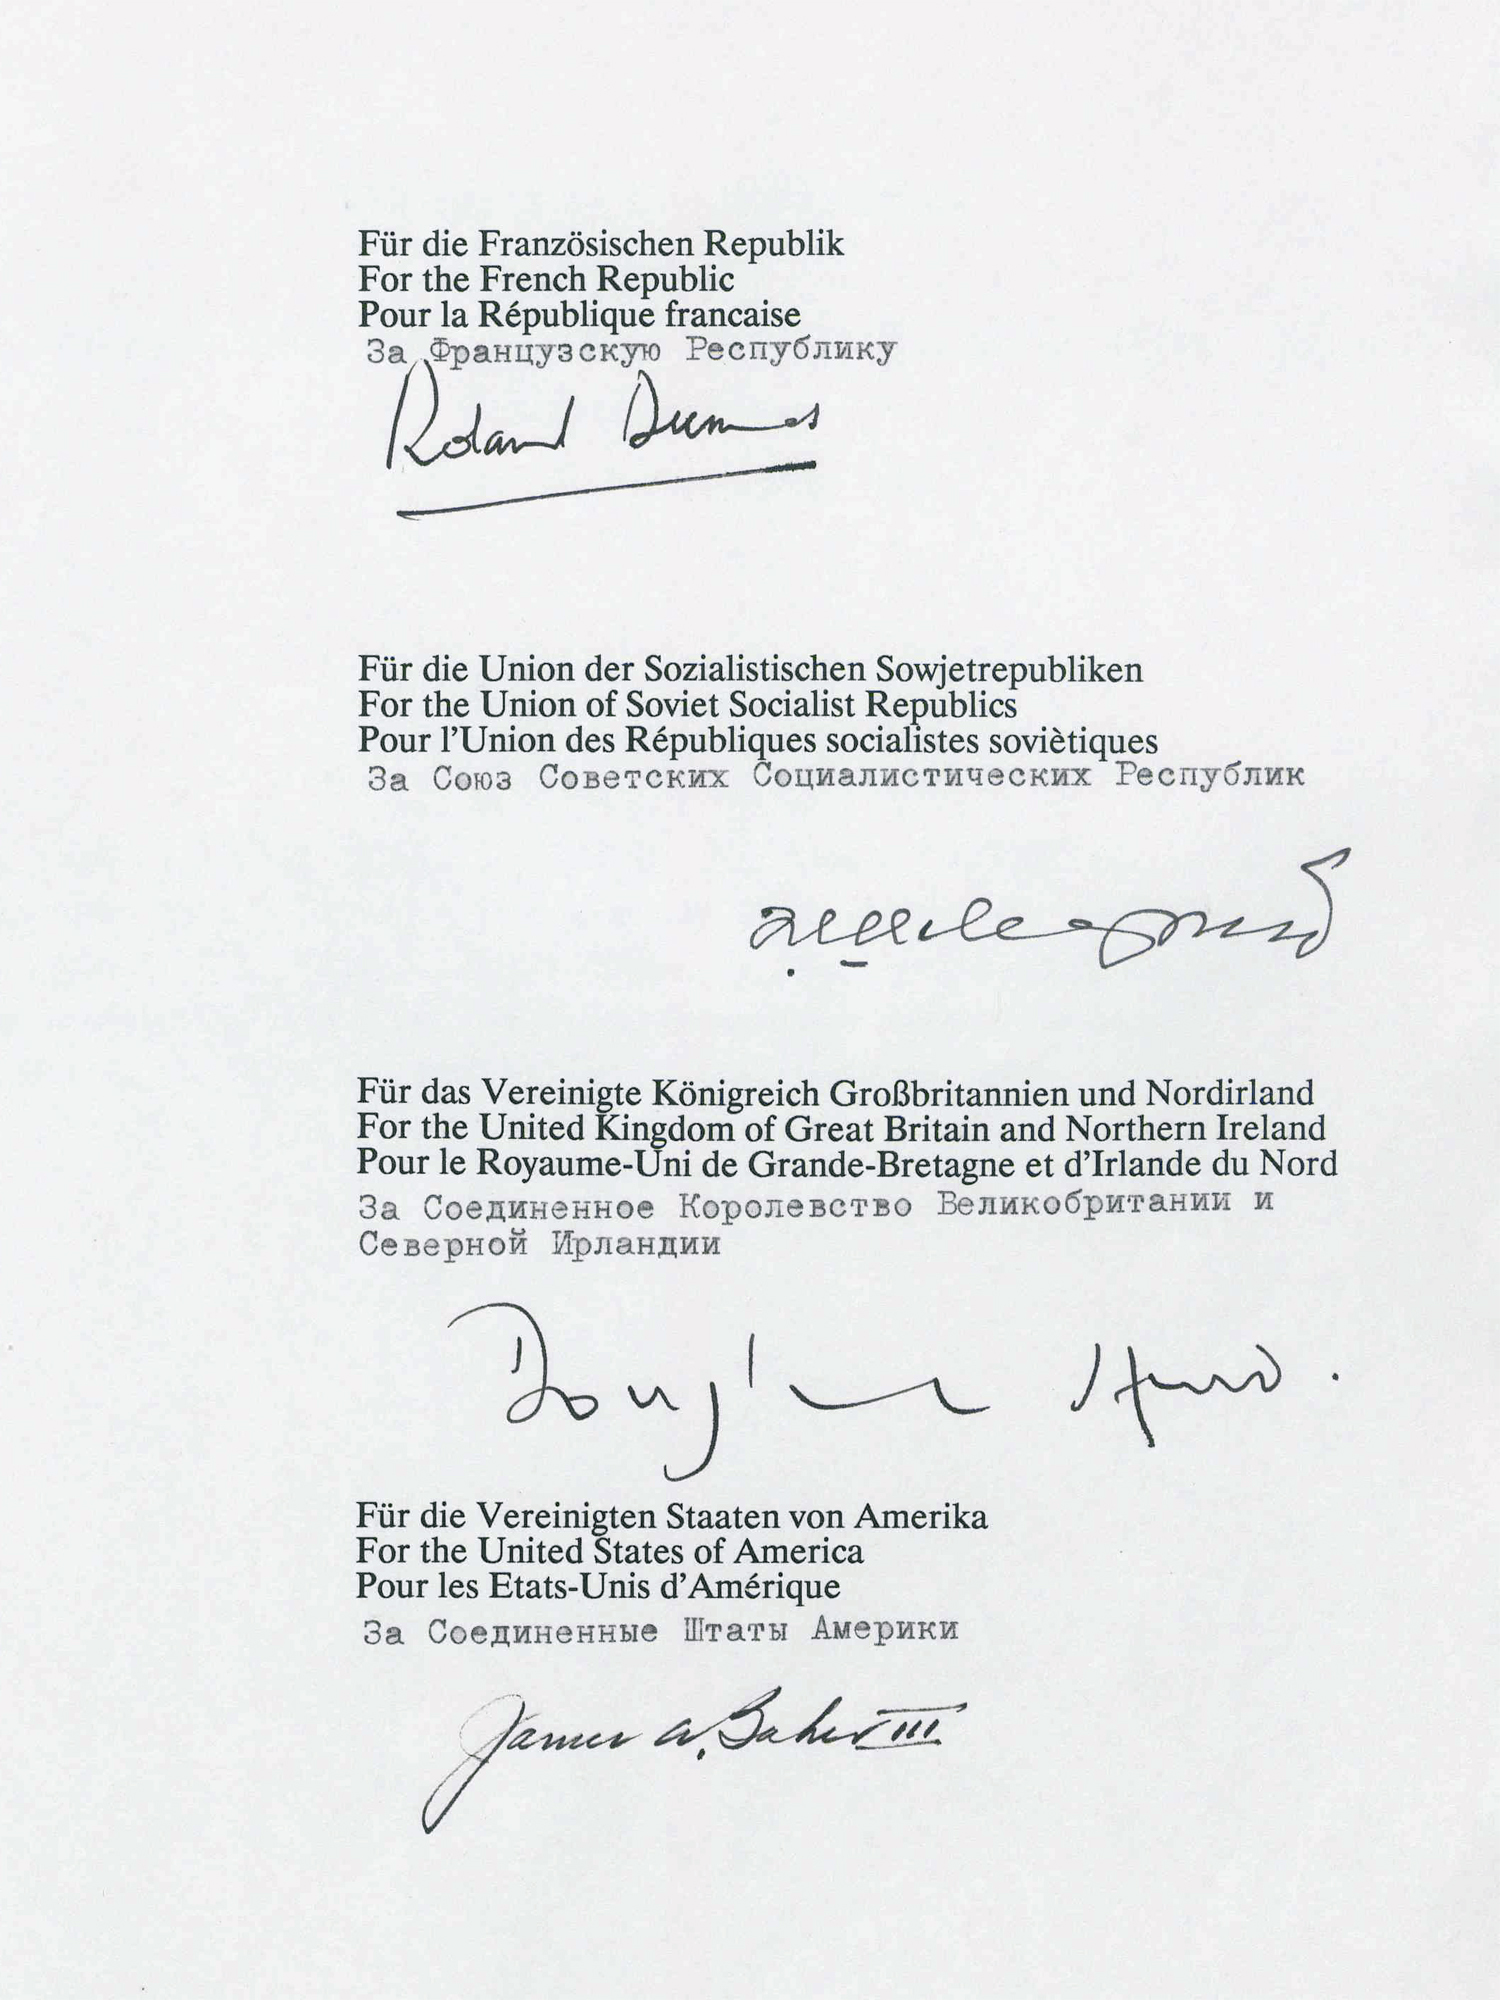 Für die Französischen Republik
For the French Republic
Pour la République francaise
За Французскую Республику
Roland Dumas
Für die Union der Sozialistischen Sowjetrepubliken
For the Union of Soviet Socialist Republics
Pour l'Union des Républiques socialistes soviètiques
За Союз Советских Социалистических Республик
Für das Vereinigte Königreich Großbritannien und Nordirland
For the United Kingdom of Great Britain and Northern Ireland
Pour le Royaume-Uni de Grande-Bretagne et d'Irlande du Nord
За Соединенное Королевство Великобритании и
Северной Ирландии
Douglas Hurd.
Für die Vereinigten Staaten von Amerika
For the United States of America
Pour les Etats-Unis d'Amérique
За Соединенные Штаты Америки
James A. Baker III